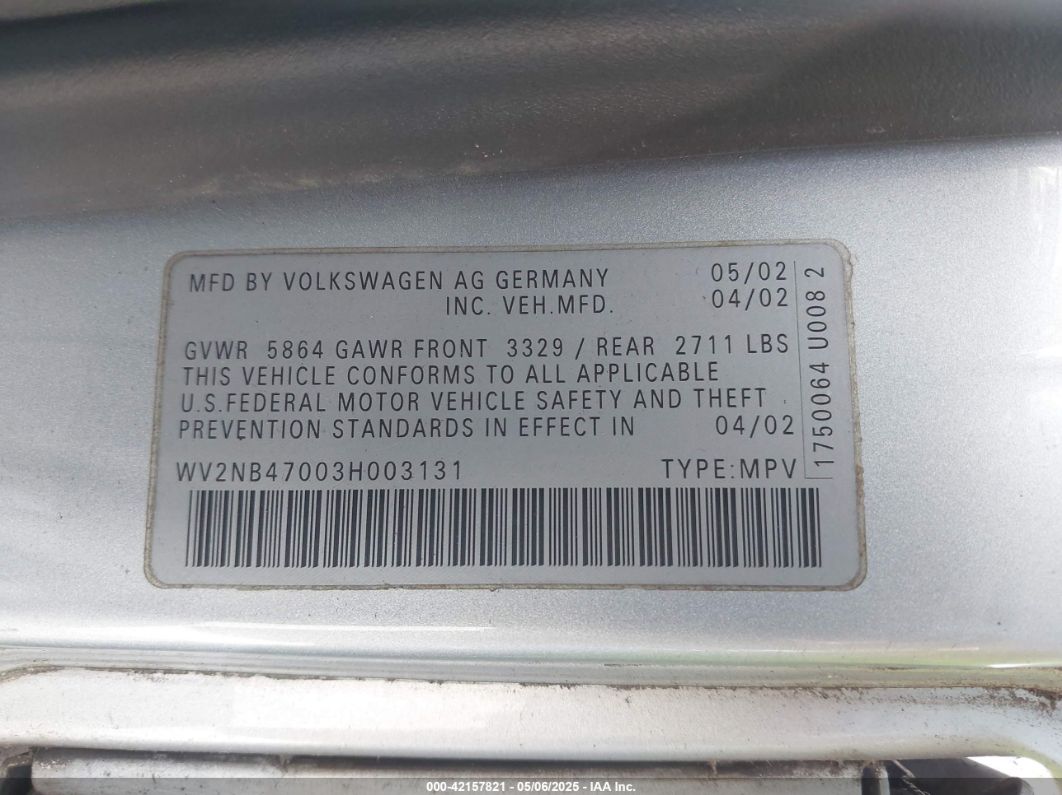 MFD BY VOLKSWAGEN AG GERMANY 05/02
INC. VEH.MFD. 04/02
GVWR 5864 GAWR FRONT 3329 / REAR 2711 LBS
THIS VEHICLE CONFORMS TO ALL APPLICABLE
U.S.FEDERAL MOTOR VEHICLE SAFETY AND THEFT
PREVENTION STANDARDS IN EFFECT IN 04/02
WV2NB47003H003131 TYPE:MPV
1750064 U008 2
000-42157821 - 05/06/2025 - IAA Inc.